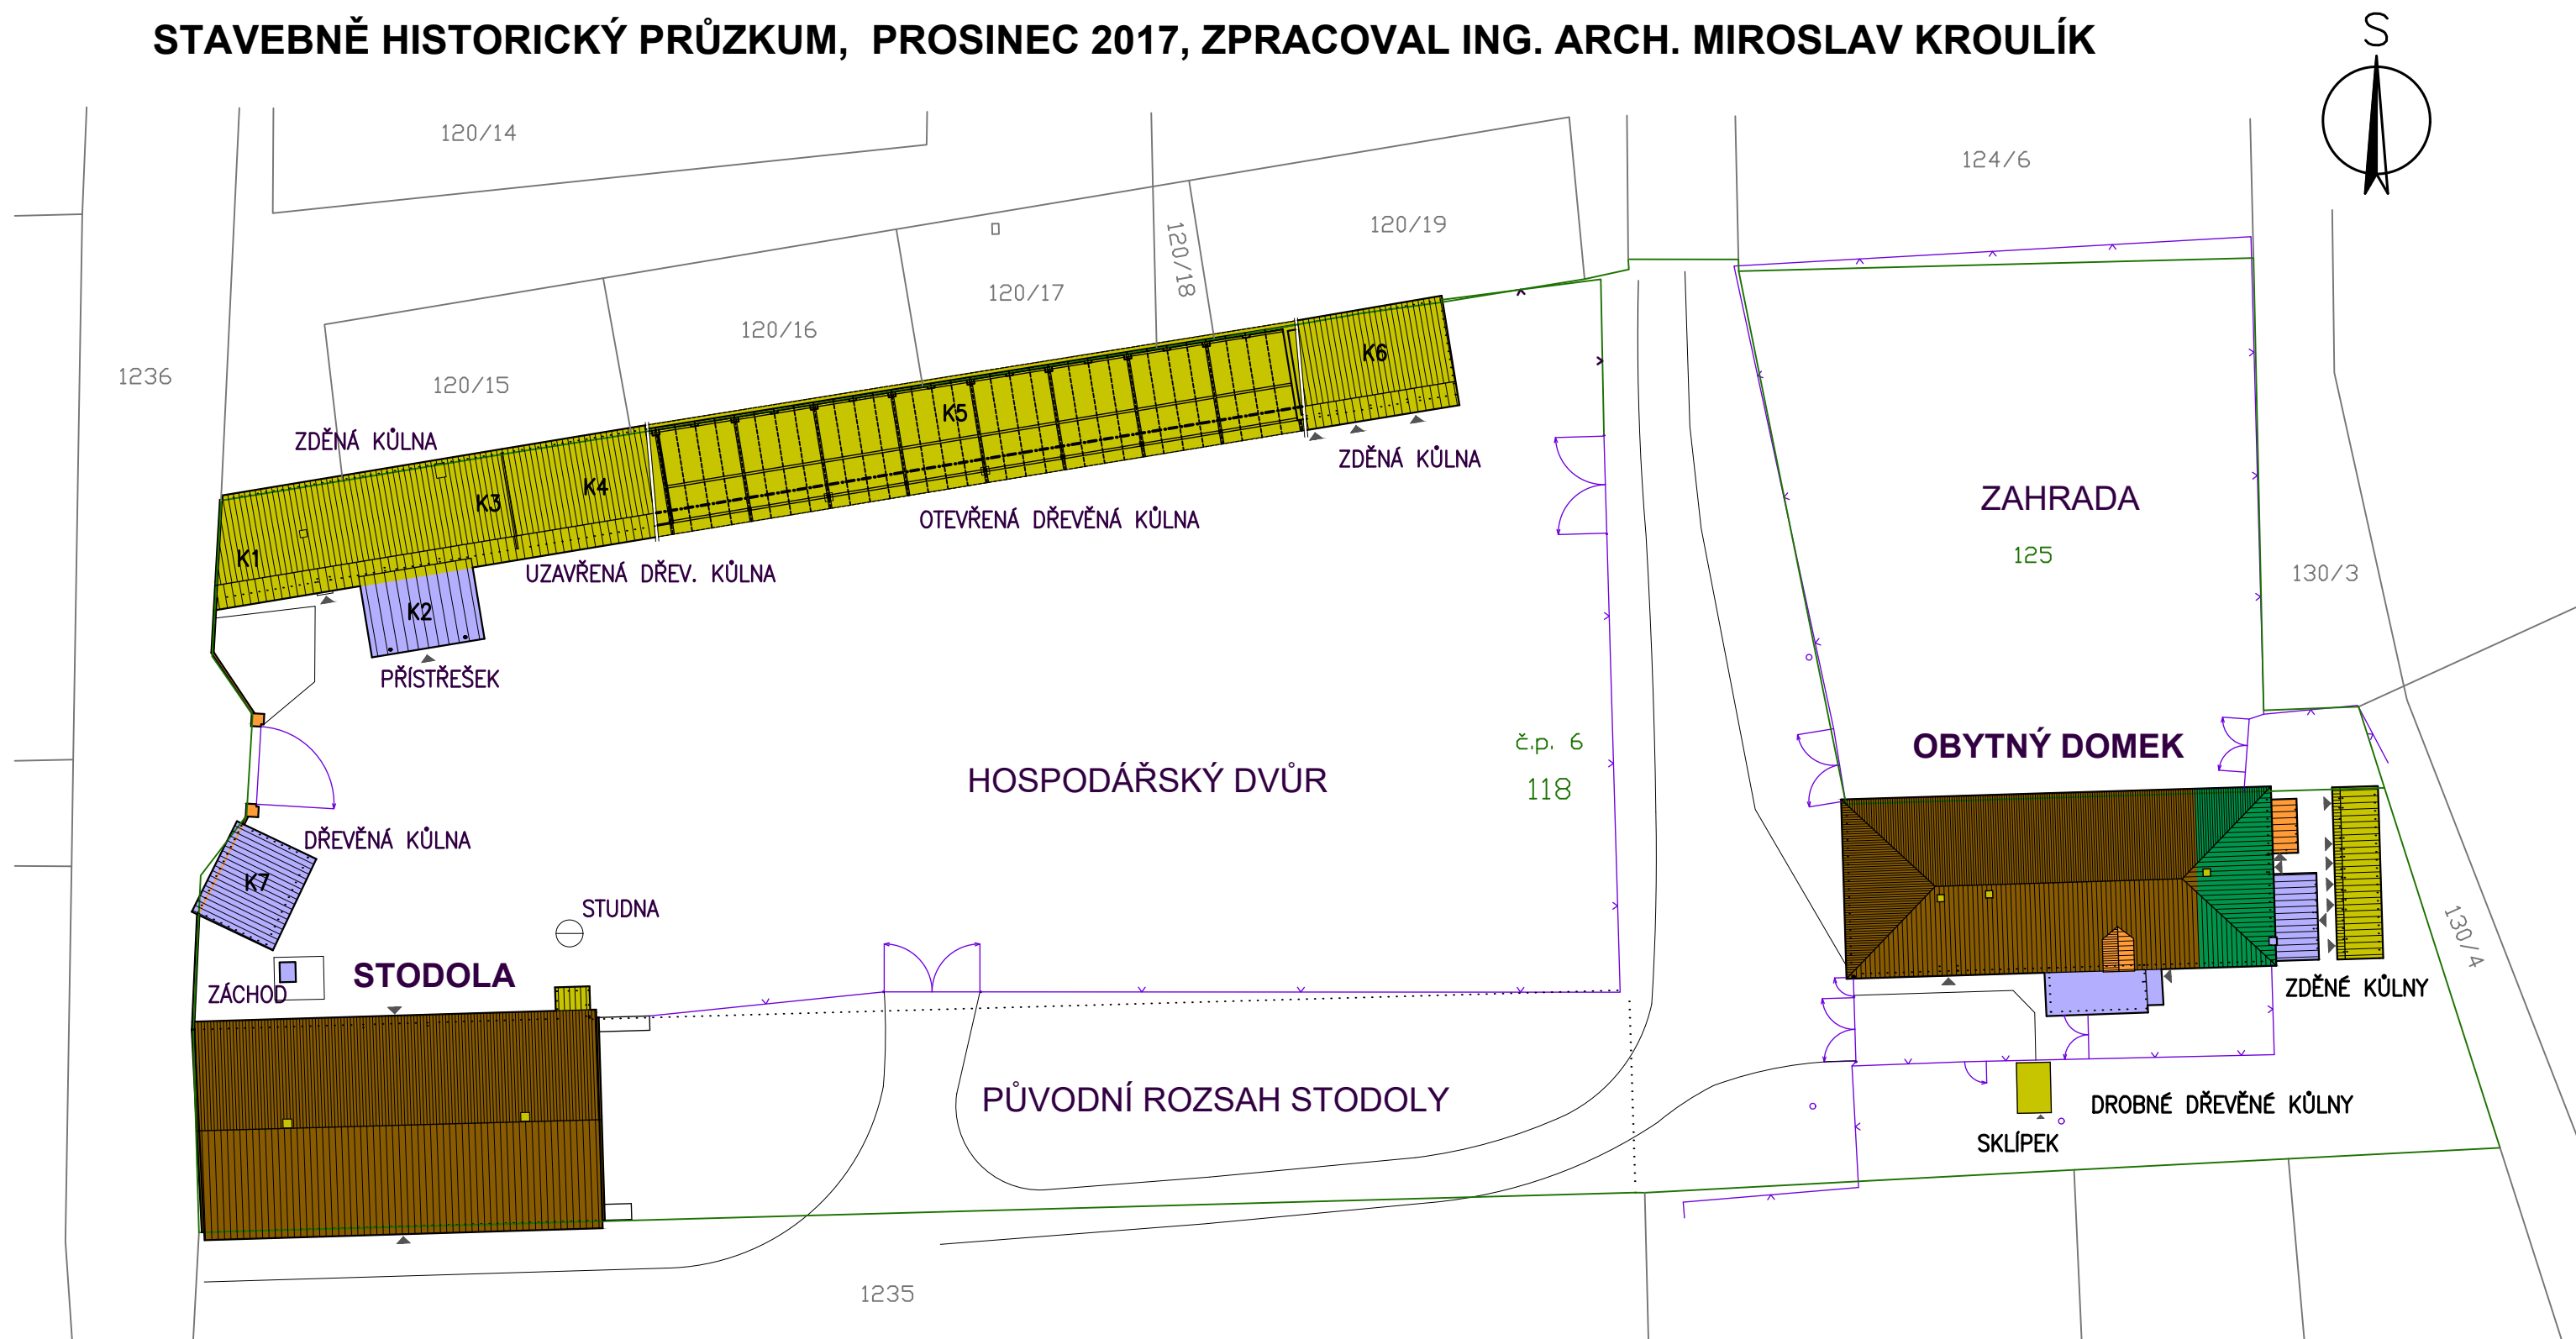 STAVEBNĚ HISTORICKÝ PRŮZKUM, PROSINEC 2017, ZPRACOVAL ING. ARCH. MIROSLAV KROULÍK
S
120/14
124/6
120/19
120/18
120/17
120/16
120/15
1236
K6
K5
ZDĚNÁ KŮLNA
ZDĚNÁ KŮLNA
K4
K3
ZAHRADA
OTEVŘENÁ DŘEVĚNÁ KŮLNA
125
K1
UZAVŘENÁ DŘEV. KŮLNA
130/3
K2
PŘÍSTŘEŠEK
č.p. 6
OBYTNÝ DOMEK
HOSPODÁŘSKÝ DVŮR
118
DŘEVĚNÁ KŮLNA
K7
STUDNA
130/4
STODOLA
ZÁCHOD
ZDĚNÉ KŮLNY
PŮVODNÍ ROZSAH STODOLY
DROBNÉ DŘEVĚNÉ KŮLNY
SKLÍPEK
1235